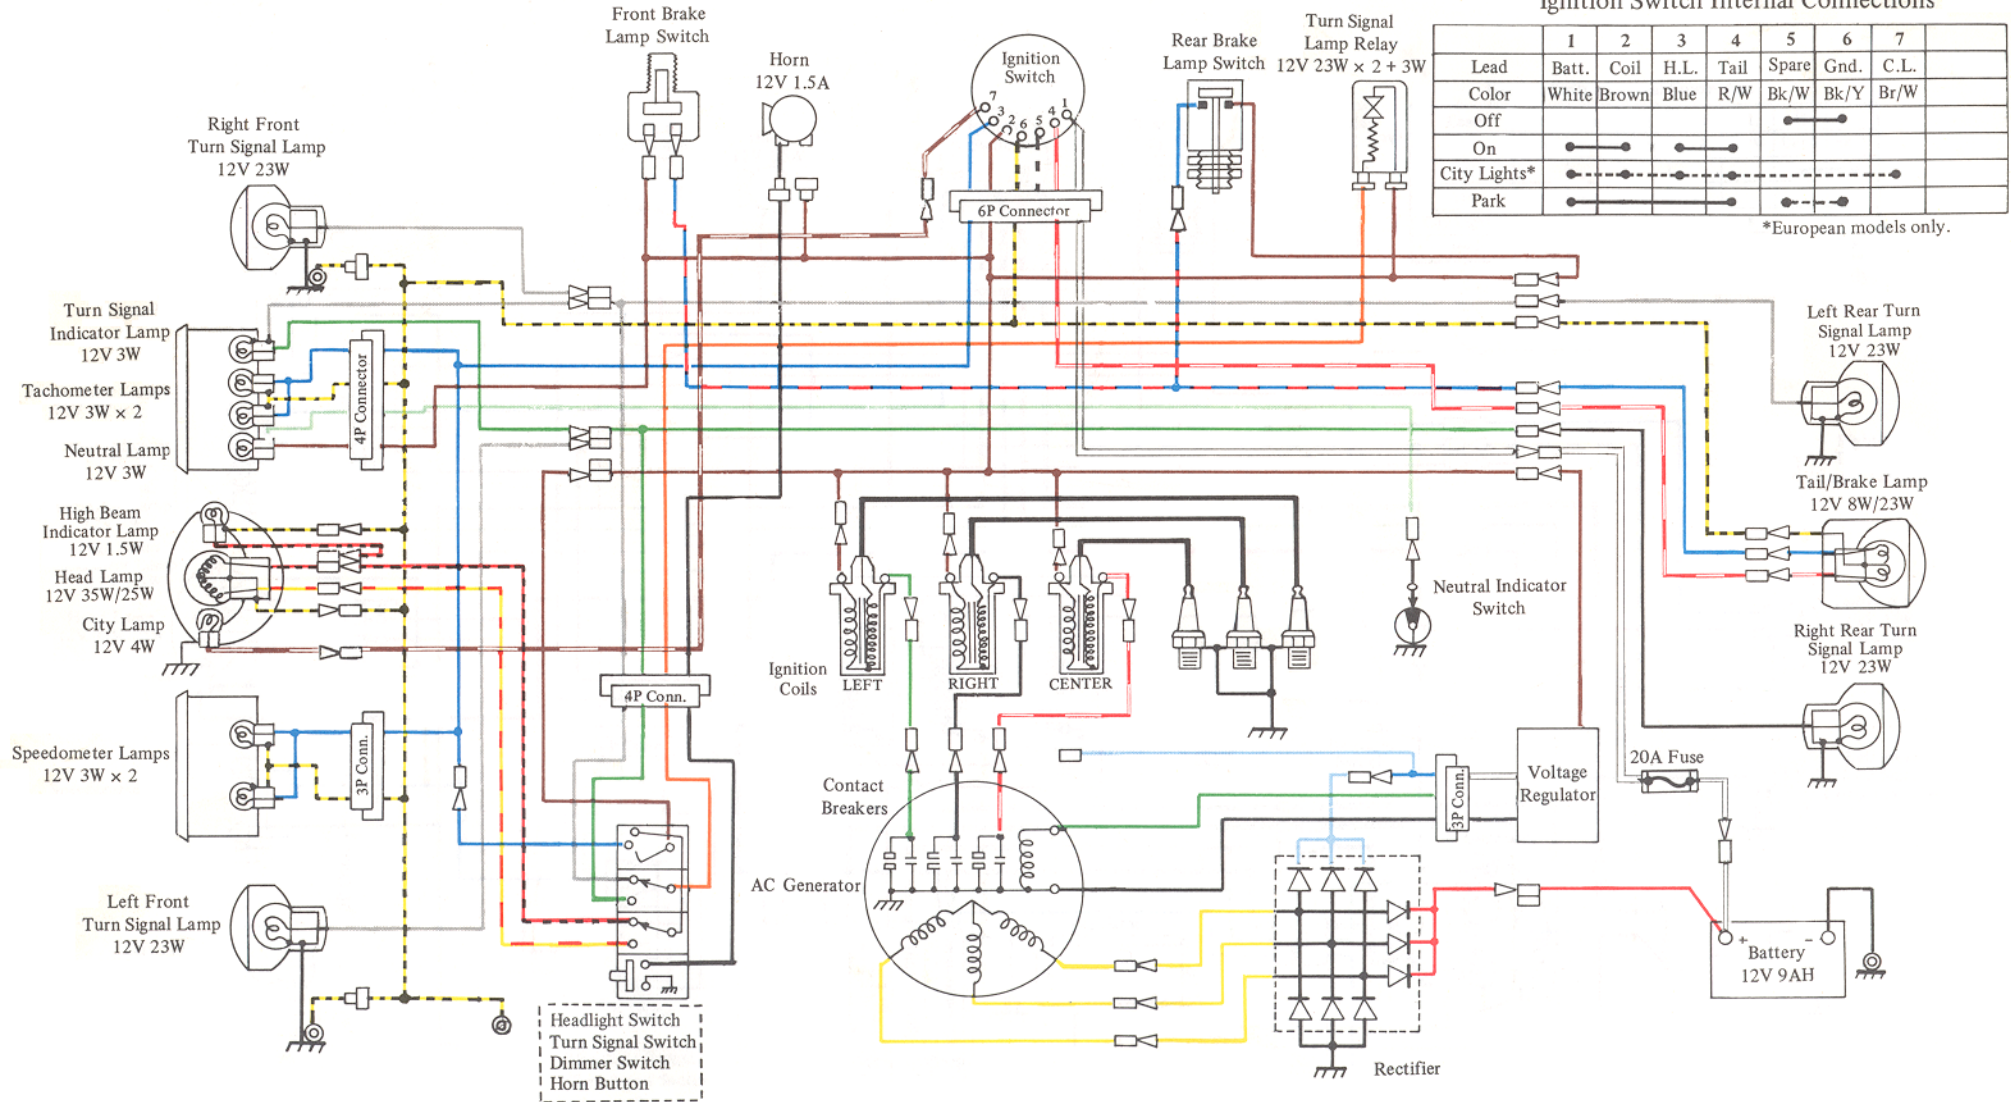 Ignition Switch Internal Connections
1 2 3 4 5 6 7
Lead Batt. Coil H.L. Tail Spare Gnd. C.L.
Color White Brown Blue R/W Bk/W Bk/Y Br/W
Off
On
City Lights*
Park
*European models only.
Front Brake
Lamp Switch
Horn
12V 1.5A
Ignition
Switch
7
3
2
6
5
4
1
6P Connector
Rear Brake
Lamp Switch
Turn Signal
Lamp Relay
12V 23W × 2 + 3W
Right Front
Turn Signal Lamp
12V 23W
Turn Signal
Indicator Lamp
12V 3W
Tachometer Lamps
12V 3W × 2
Neutral Lamp
12V 3W
4P Connector
High Beam
Indicator Lamp
12V 1.5W
Head Lamp
12V 35W/25W
City Lamp
12V 4W
Speedometer Lamps
12V 3W × 2
3P Conn.
Left Front
Turn Signal Lamp
12V 23W
4P Conn.
Headlight Switch
Turn Signal Switch
Dimmer Switch
Horn Button
Ignition
Coils
LEFT
RIGHT
CENTER
Contact
Breakers
AC Generator
Neutral Indicator
Switch
3P Conn.
Voltage
Regulator
Rectifier
20A Fuse
+ −
Battery
12V 9AH
Left Rear Turn
Signal Lamp
12V 23W
Tail/Brake Lamp
12V 8W/23W
Right Rear Turn
Signal Lamp
12V 23W